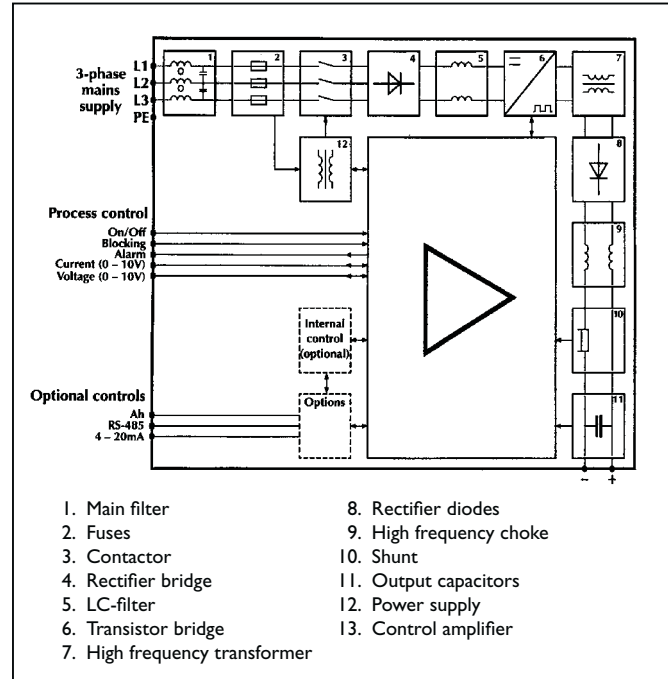 1
2
3
4
5
6
7
L1
3-phase
L2
mains
L3
supply
PE
12
8
Process control
On/Off
Blocking
Alarm
Current (0 – 10V)
Voltage (0 – 10V)
9
Internal
control
(optional)
10
Optional controls
Options
11
Ah
RS-485
4 – 20mA
– +
1. Main filter
2. Fuses
3. Contactor
4. Rectifier bridge
5. LC-filter
6. Transistor bridge
7. High frequency transformer
8. Rectifier diodes
9. High frequency choke
10. Shunt
11. Output capacitors
12. Power supply
13. Control amplifier